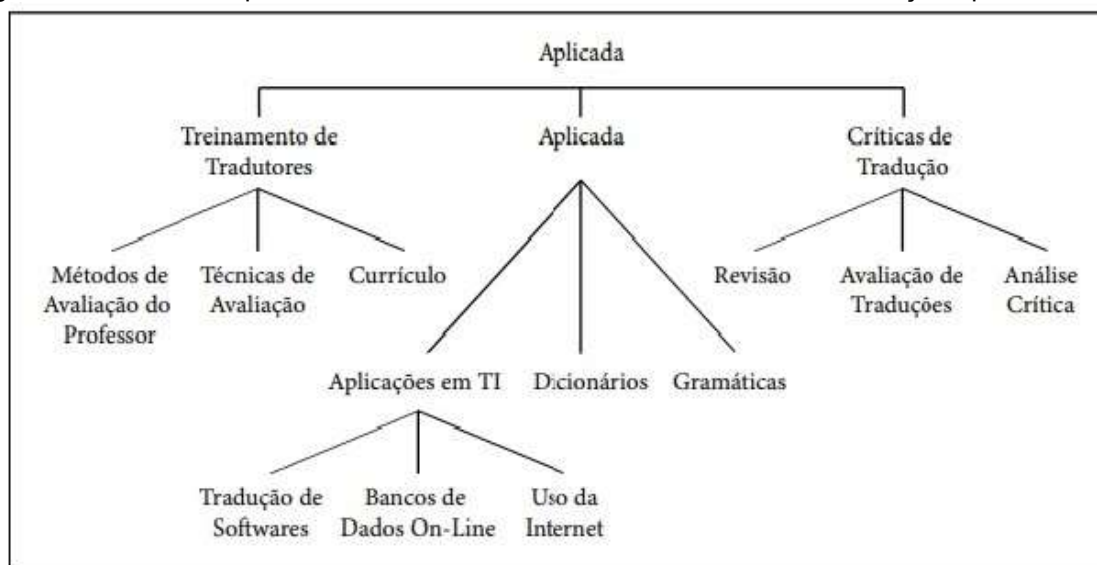 Aplicada
Treinamento de
Tradutores
Aplicada
Críticas de
Tradução
Métodos de
Avaliação do
Professor
Técnicas de
Avaliação
Currículo
Revisão
Avaliação de
Traduções
Análise
Crítica
Aplicações em TI
Dicionários
Gramáticas
Tradução de
Softwares
Bancos de
Dados On-Line
Uso da
Internet